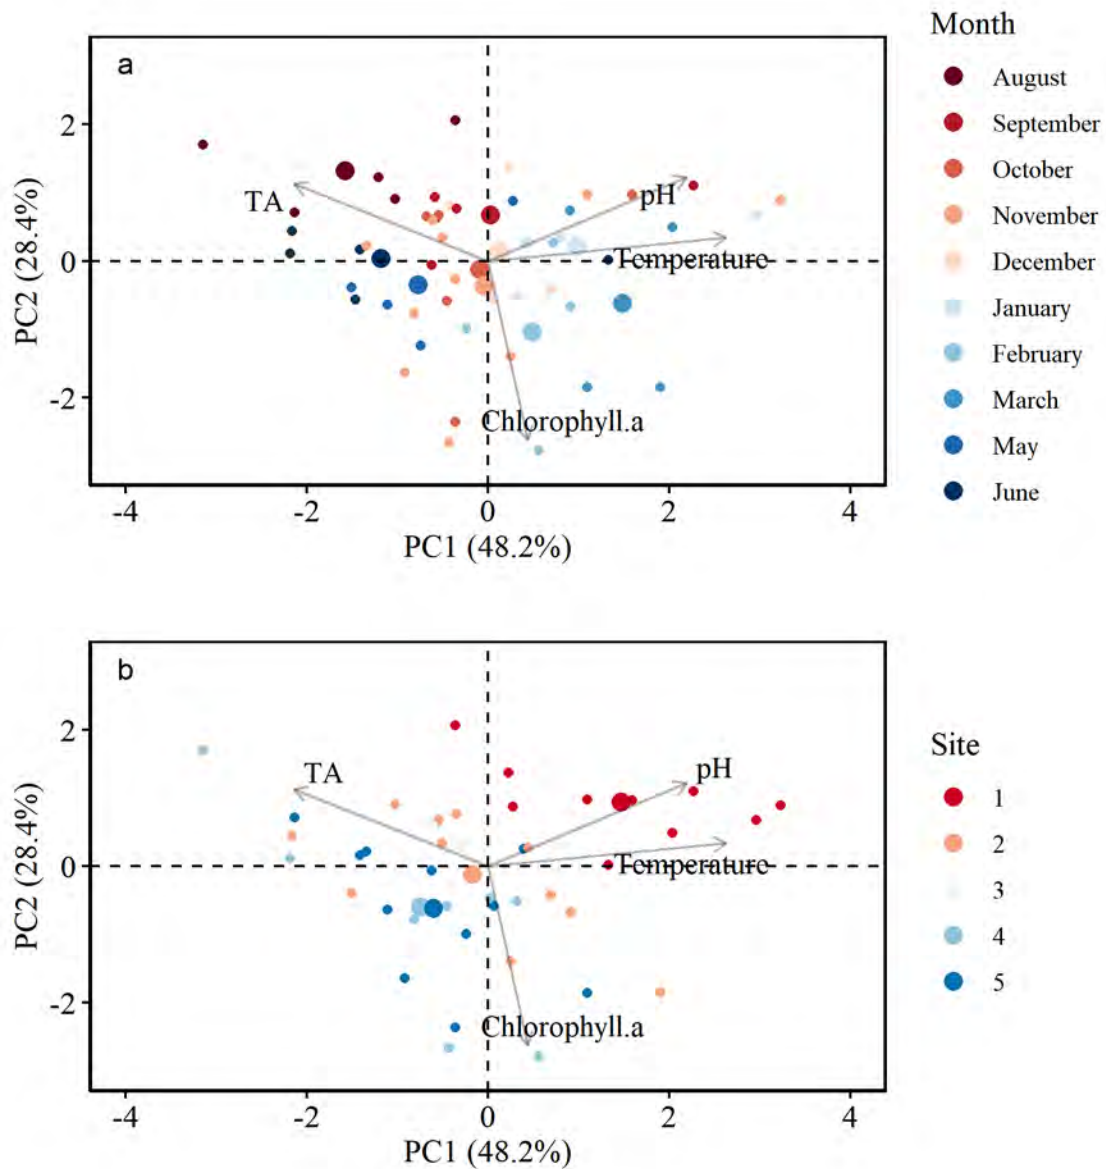 a
PC2 (28.4%)
2
0
-2
TA
pH
Temperature
Chlorophyll.a
-4
-2
0
2
4
PC1 (48.2%)
Month
August
September
October
November
December
January
February
March
May
June
b
PC2 (28.4%)
2
0
-2
TA
pH
Temperature
Chlorophyll.a
-4
-2
0
2
4
PC1 (48.2%)
Site
1
2
3
4
5